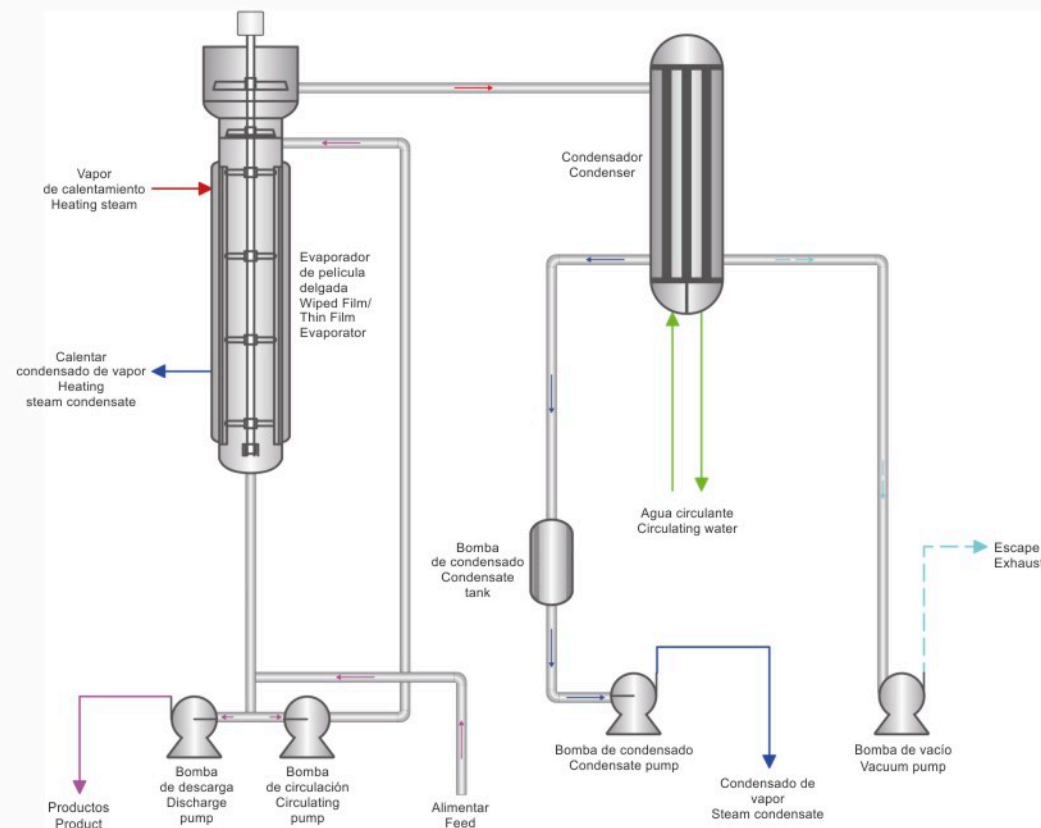 Vapor
de calentamiento
Heating steam
Condensador
Condenser
Evaporador
de película
delgada
Wiped Film/
Thin Film
Evaporator
Calentar
condensado de vapor
Heating
steam condensate
Agua circulante
Circulating water
Bomba
de condensado
Condensate
tank
Escape
Exhaust
Bomba de condensado
Condensate pump
Bomba de vacío
Vacuum pump
Bomba
de descarga
Discharge
pump
Bomba
de circulación
Circulating
pump
Condensado de
vapor
Steam condensate
Productos
Product
Alimentar
Feed